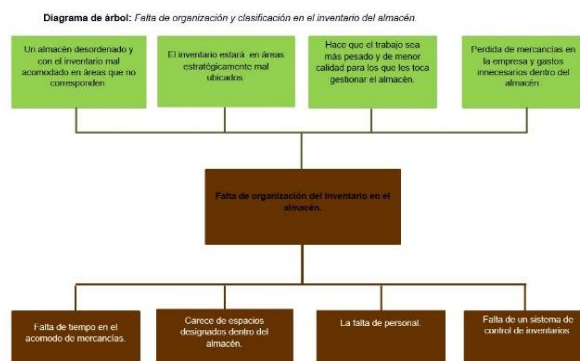 Diagrama de árbol: Falta de organización y clasificación en el inventario del almacén.
Un almacén desordenado y
con el inventario mal
acomodado en áreas que no
corresponden
El inventario estará en áreas
estratégicamente mal
ubicados
Hace que el trabajo sea
más pesado y de menor
calidad para los que les toca
gestionar el almacén.
Perdida de mercancías en
la empresa y gastos
innecesarios dentro del
almacén
Falta de organización del inventario en el
almacén.
Falta de tiempo en el
acomodo de mercancías.
Carece de espacios
designados dentro del
almacén.
La falta de personal.
Falta de un sistema de
control de inventarios